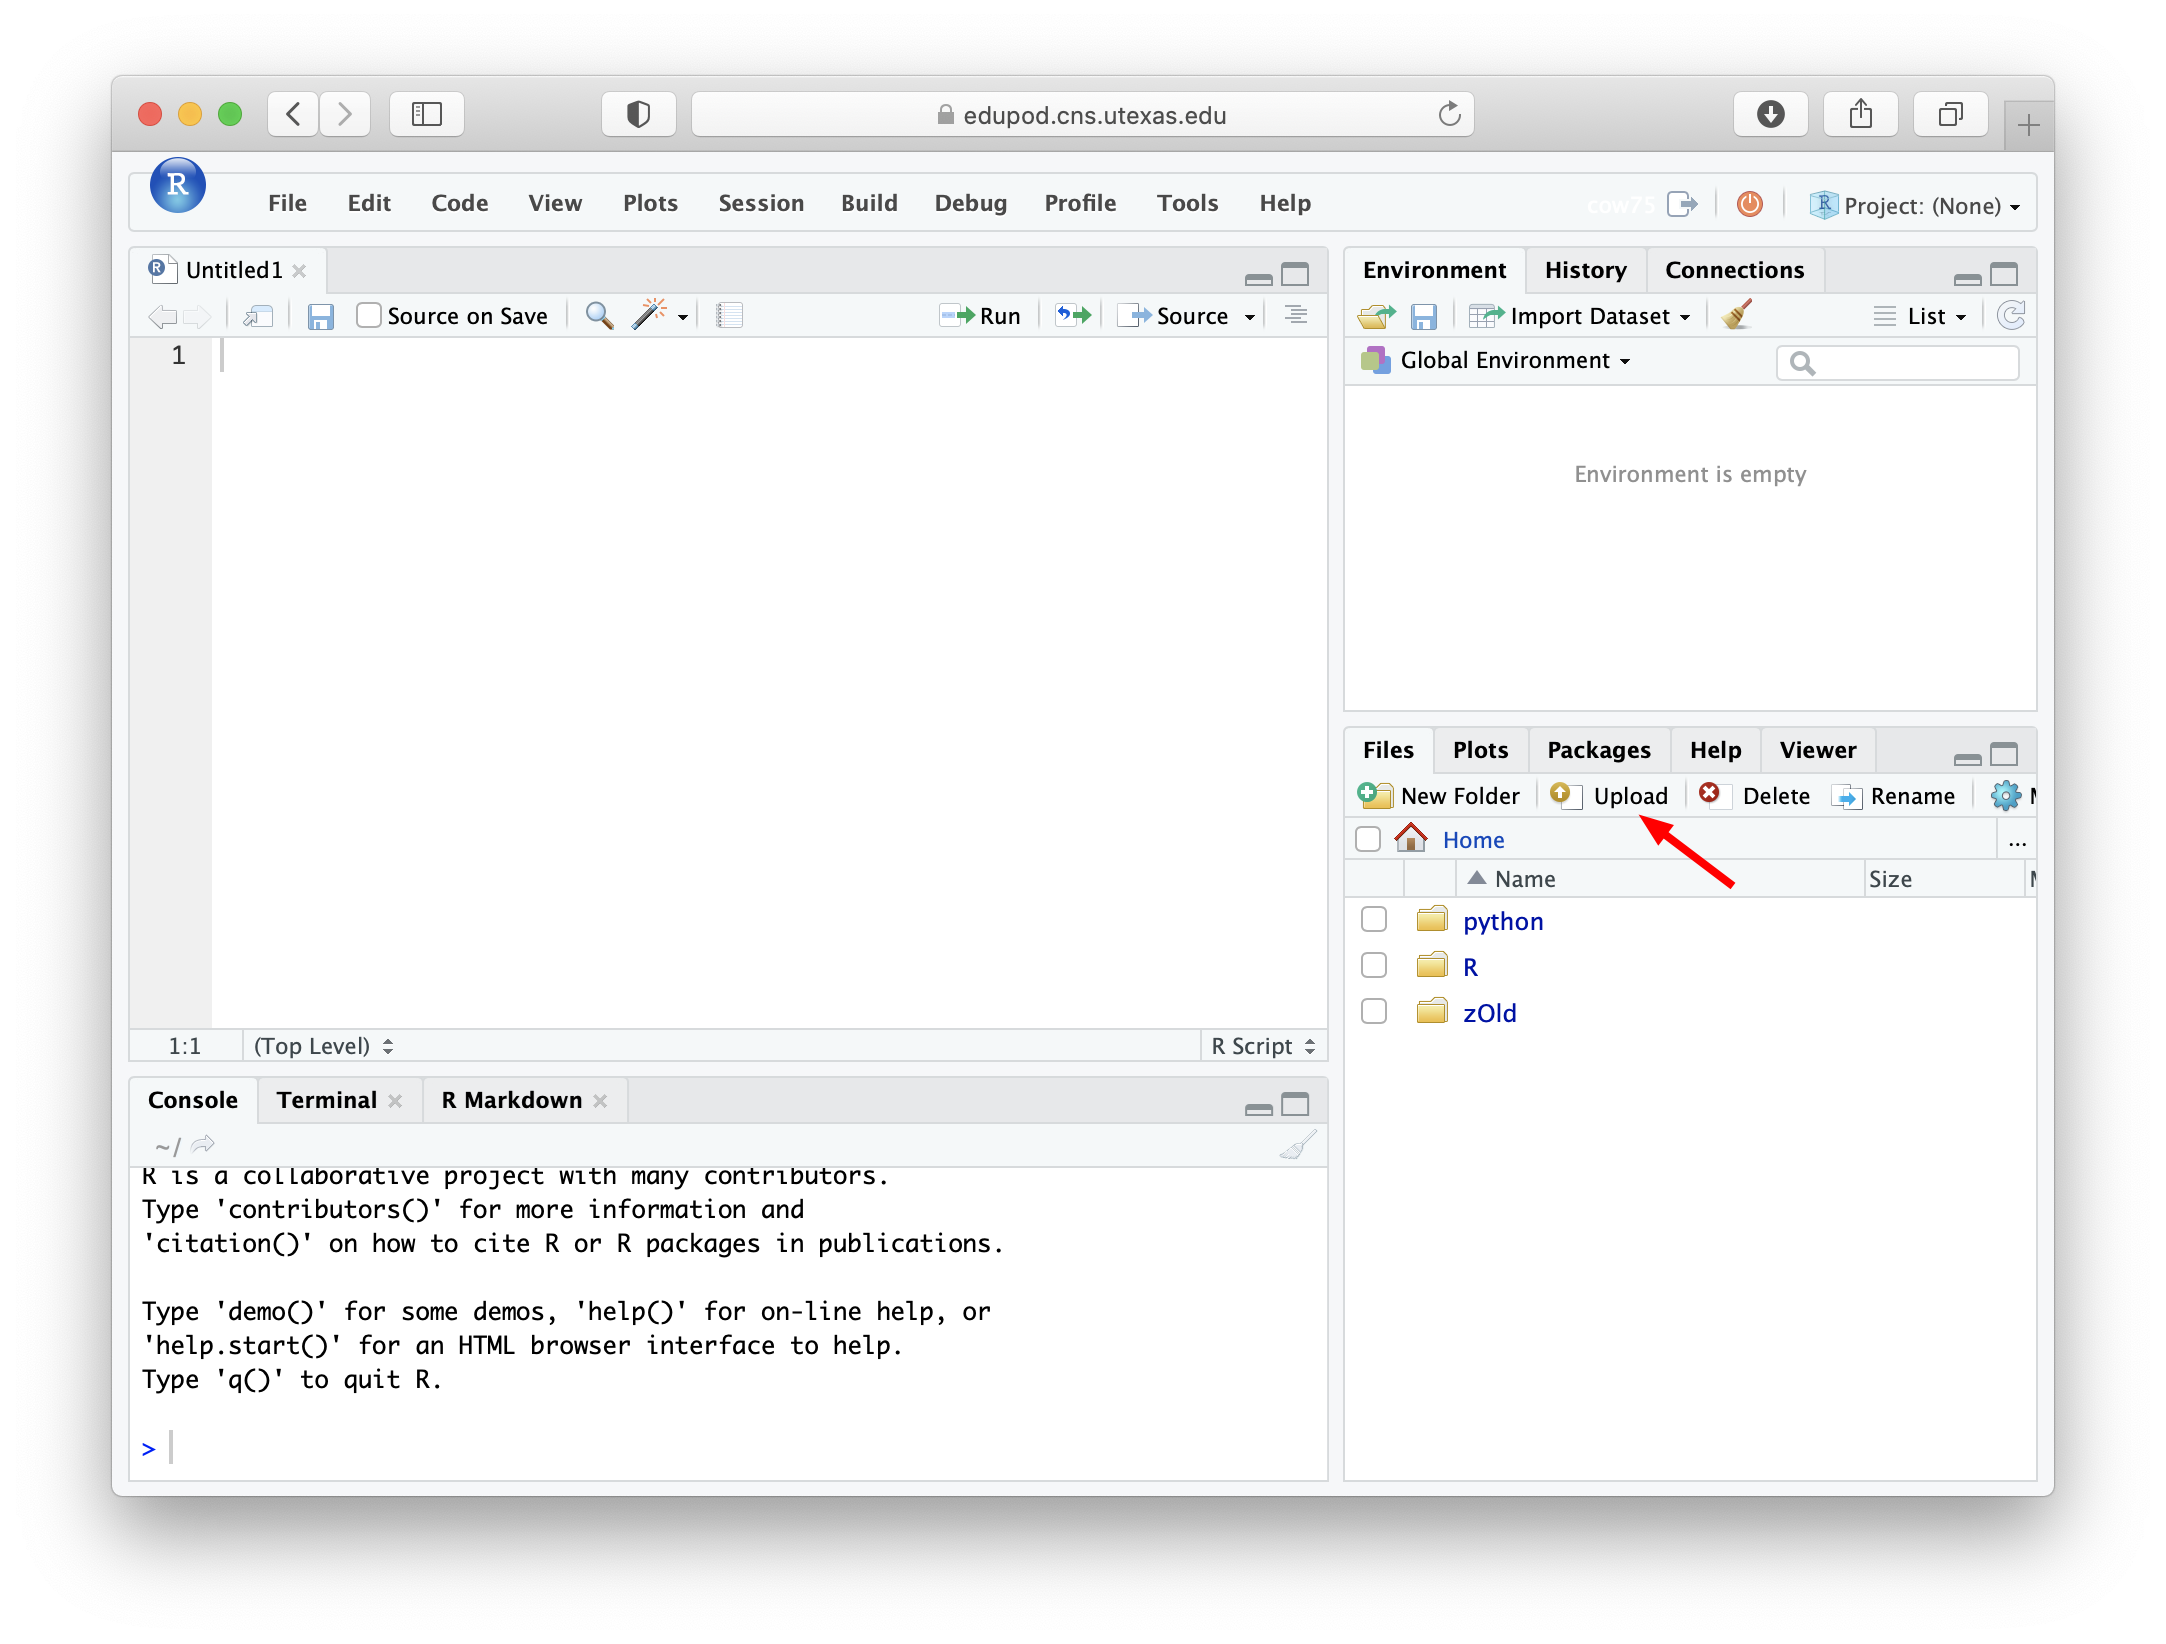 edupod.cns.utexas.edu
R
File Edit Code View Plots Session Build Debug Profile Tools Help
cow75
Project: (None)
Untitled1
Source on Save
Run
Source
1
1:1
(Top Level)
R Script
Console
Terminal
R Markdown
~/
R is a collaborative project with many contributors.
Type 'contributors()' for more information and
'citation()' on how to cite R or R packages in publications.
Type 'demo()' for some demos, 'help()' for on-line help, or
'help.start()' for an HTML browser interface to help.
Type 'q()' to quit R.
>
Environment
History
Connections
Import Dataset
List
Global Environment
Environment is empty
Files
Plots
Packages
Help
Viewer
New Folder
Upload
Delete
Rename
Home
...
Name
Size
python
R
zOld